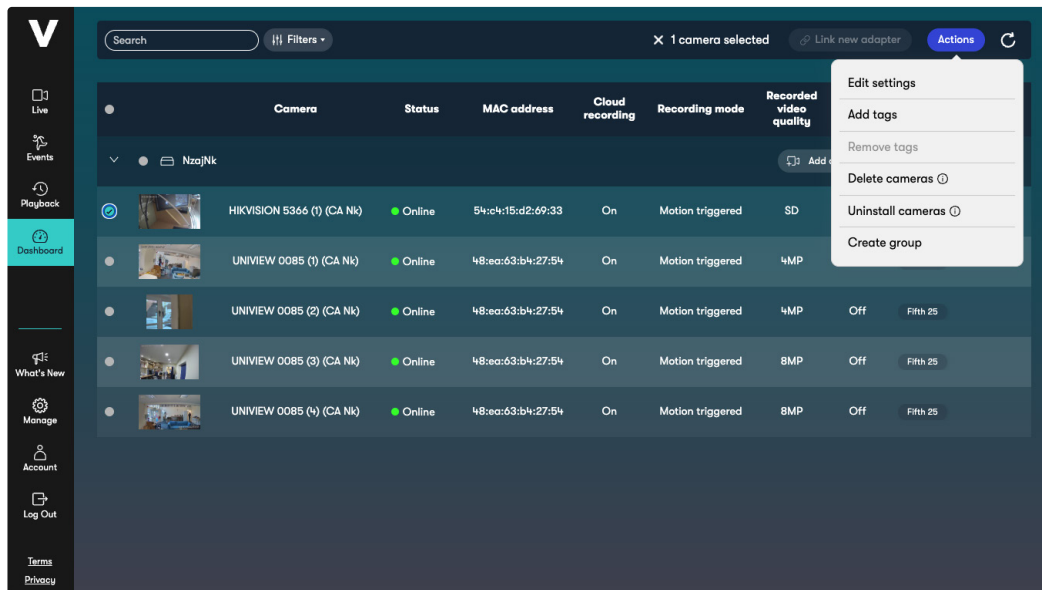 V
Search
Filters
1 camera selected
Link new adapter
Actions
Live
Events
Playback
Dashboard
What's New
Manage
Account
Log Out
Terms
Privacy
Camera
Status
MAC address
Cloud
recording
Recording mode
Recorded
video
quality
NzajNk
Add
HIKVISION 5366 (1) (CA Nk)
Online
54:c4:15:d2:69:33
On
Motion triggered
SD
UNIVIEW 0085 (1) (CA Nk)
Online
48:ea:63:b4:27:54
On
Motion triggered
4MP
UNIVIEW 0085 (2) (CA Nk)
Online
48:ea:63:b4:27:54
On
Motion triggered
4MP
Off
Fifth 25
UNIVIEW 0085 (3) (CA Nk)
Online
48:ea:63:b4:27:54
On
Motion triggered
8MP
Off
Fifth 25
UNIVIEW 0085 (4) (CA Nk)
Online
48:ea:63:b4:27:54
On
Motion triggered
8MP
Off
Fifth 25
Edit settings
Add tags
Remove tags
Delete cameras
Uninstall cameras
Create group